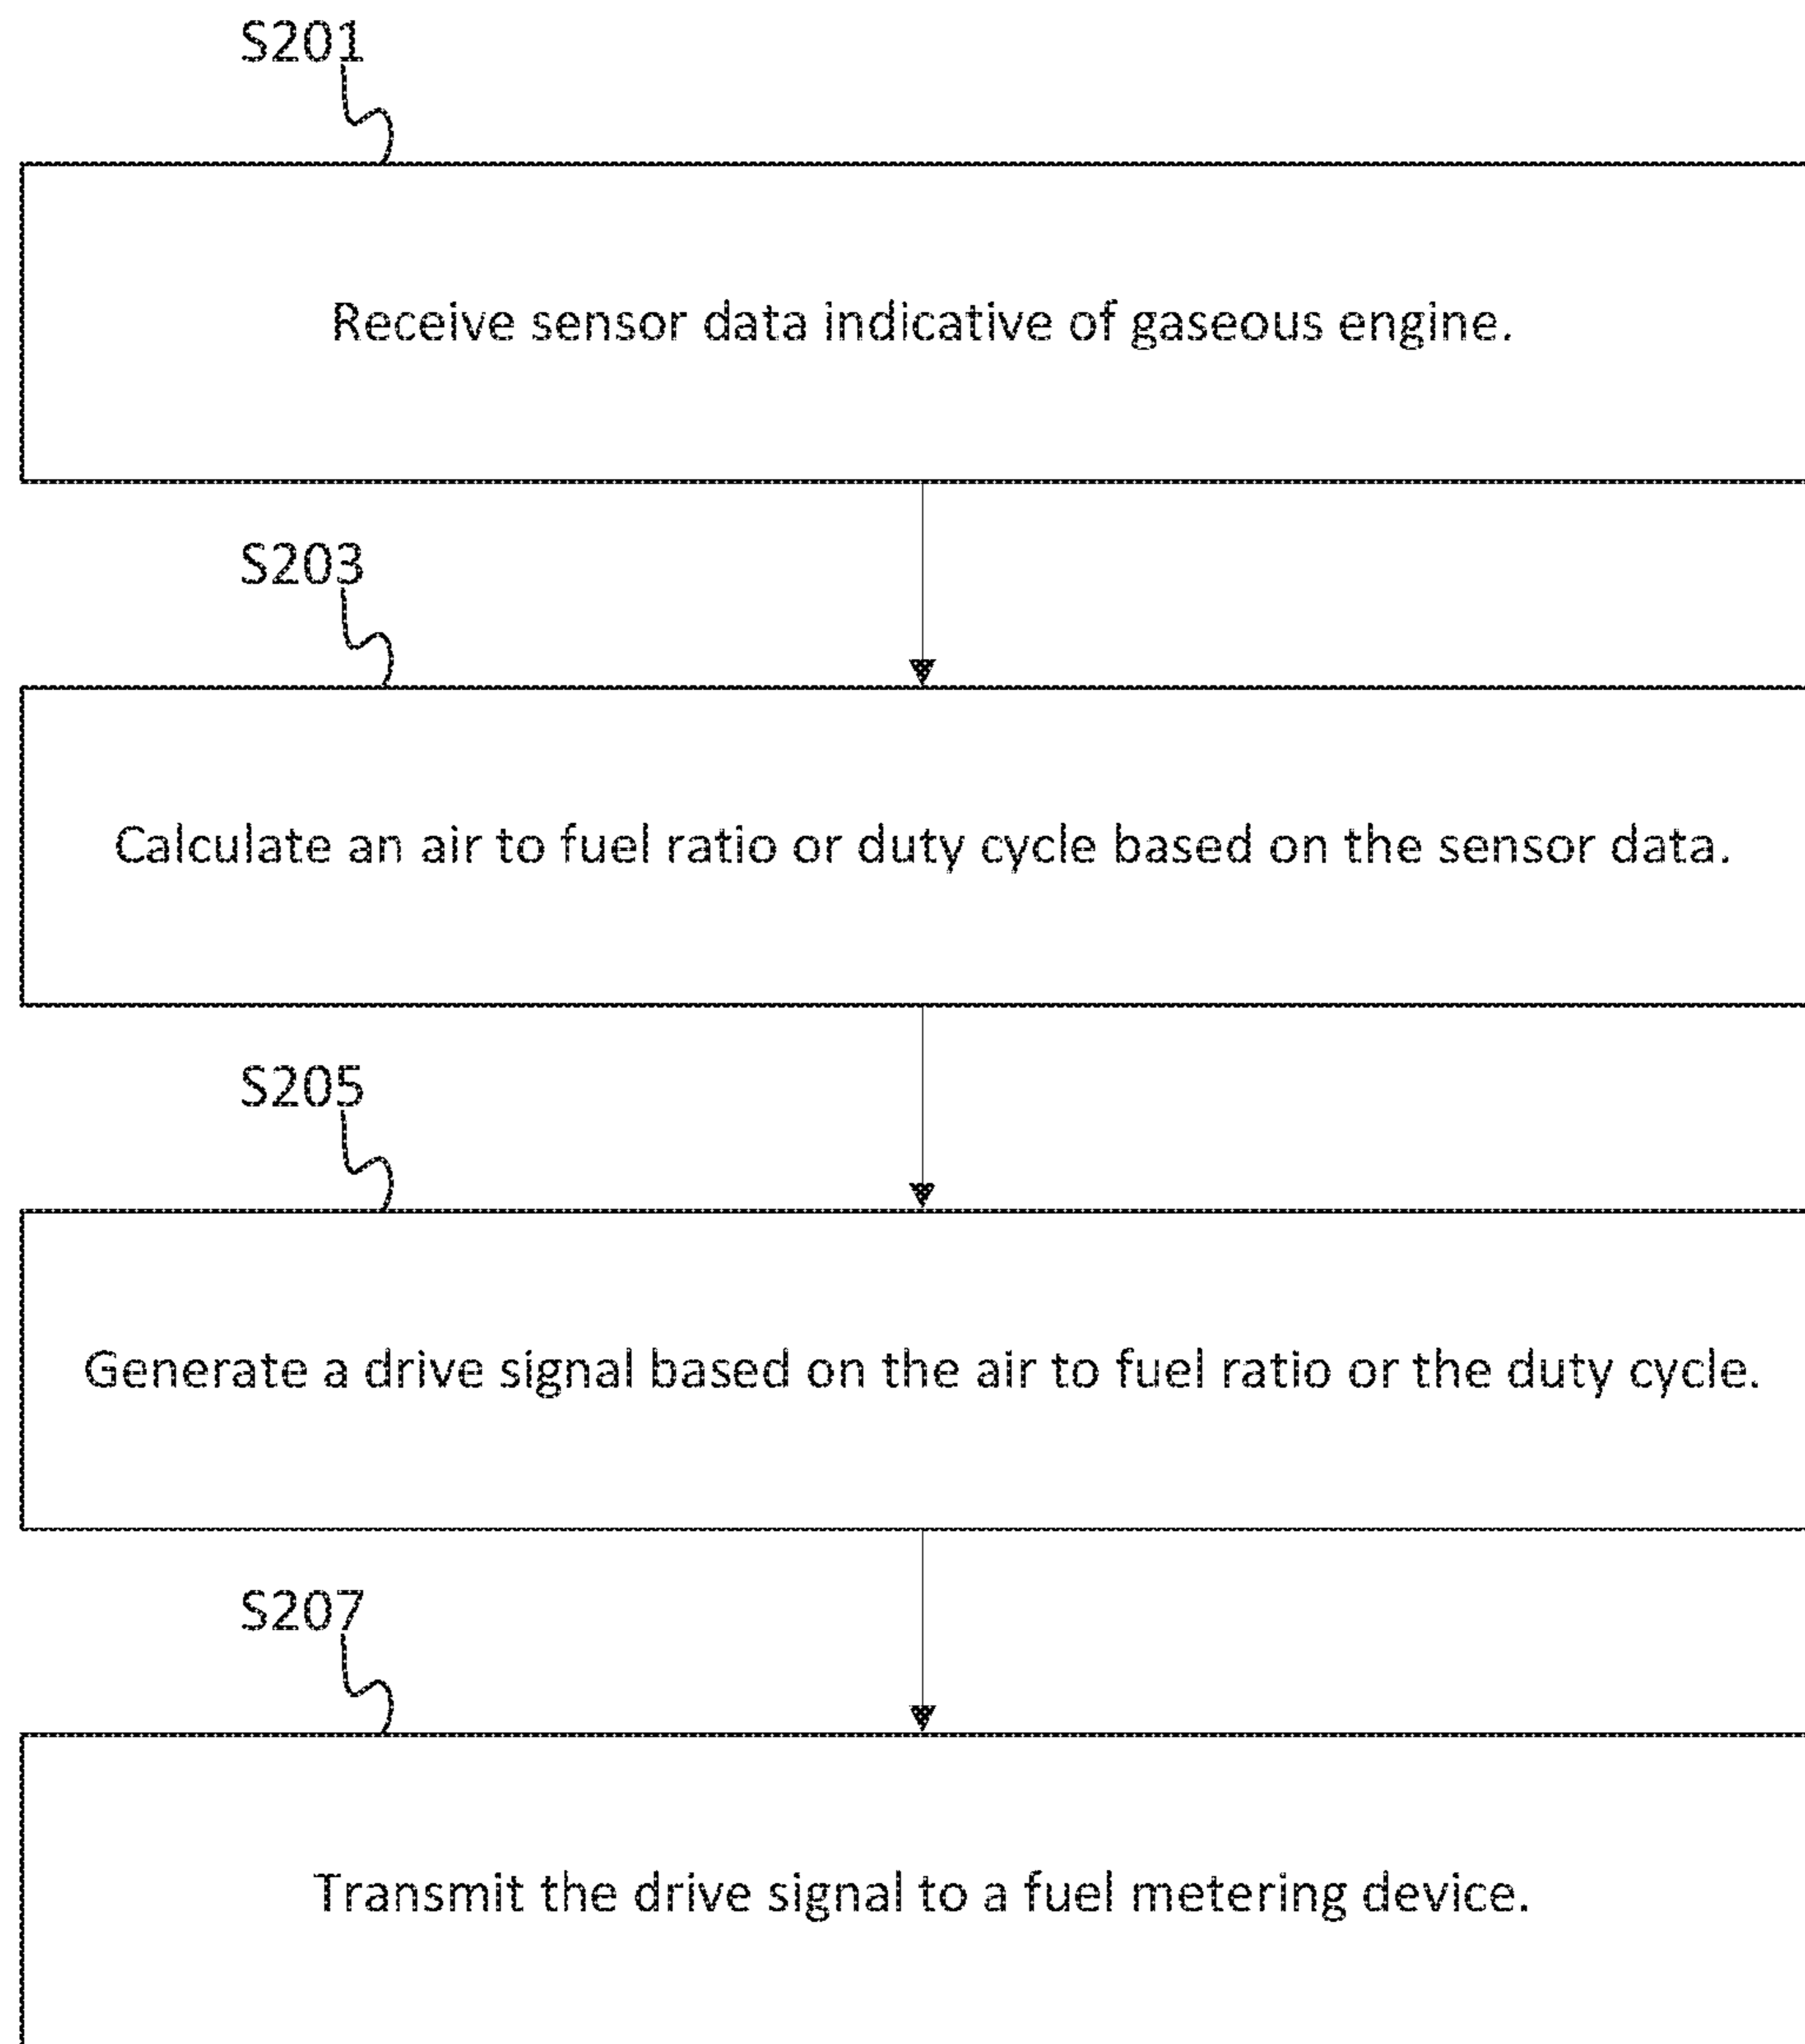 S201
Receive sensor data indicative of gaseous engine.
S203
Calculate an air to fuel ratio or duty cycle based on the sensor data.
S205
Generate a drive signal based on the air to fuel ratio or the duty cycle.
S207
Transmit the drive signal to a fuel metering device.